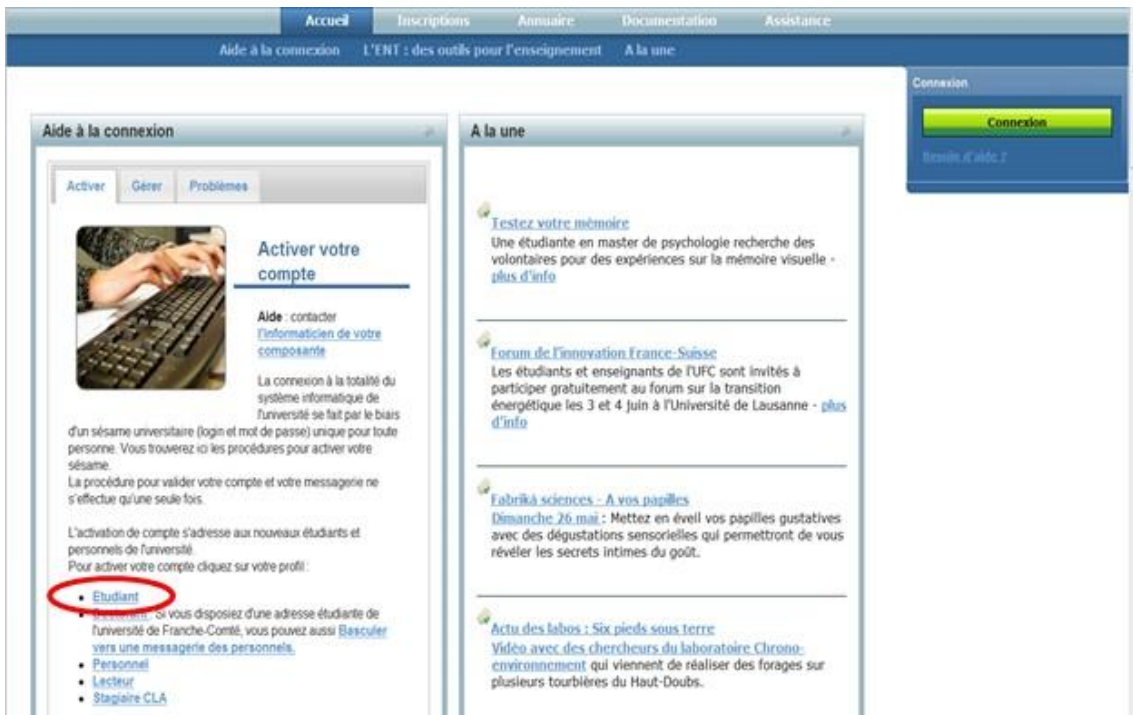 Accueil Inscriptions Annuaire Documentation Assistance
Aide à la connexion L'ENT : des outils pour l'enseignement A la une
Connexion
Connexion
Besoin d'aide ?
Aide à la connexion
Activer Gérer Problèmes
Activer votre
compte
Aide : contacter
l'informaticien de votre
composante
La connexion à la totalité du
système informatique de
l'université se fait par le biais
d'un sésame universitaire (login et mot de passe) unique pour toute
personne. Vous trouverez ici les procédures pour activer votre
sésame.
La procédure pour valider votre compte et votre messagerie ne
s'effectue qu'une seule fois.
L'activation de compte s'adresse aux nouveaux étudiants et
personnels de l'université.
Pour activer votre compte cliquez sur votre profil :
Etudiant
: Si vous disposiez d'une adresse étudiante de
l'université de Franche-Comté, vous pouvez aussi Basculer
vers une messagerie des personnels.
Personnel
Lecteur
Stagiaire CLA
A la une
Testez votre mémoire
Une étudiante en master de psychologie recherche des
volontaires pour des expériences sur la mémoire visuelle -
plus d'info
Forum de l'innovation France-Suisse
Les étudiants et enseignants de l'UFC sont invités à
participer gratuitement au forum sur la transition
énergétique les 3 et 4 juin à l'Université de Lausanne - plus
d'info
Fabrikà sciences - A vos papilles
Dimanche 26 mai : Mettez en éveil vos papilles gustatives
avec des dégustations sensorielles qui permettront de vous
révéler les secrets intimes du goût.
Actu des labos : Six pieds sous terre
Vidéo avec des chercheurs du laboratoire Chrono-
environnement qui viennent de réaliser des forages sur
plusieurs tourbières du Haut-Doubs.